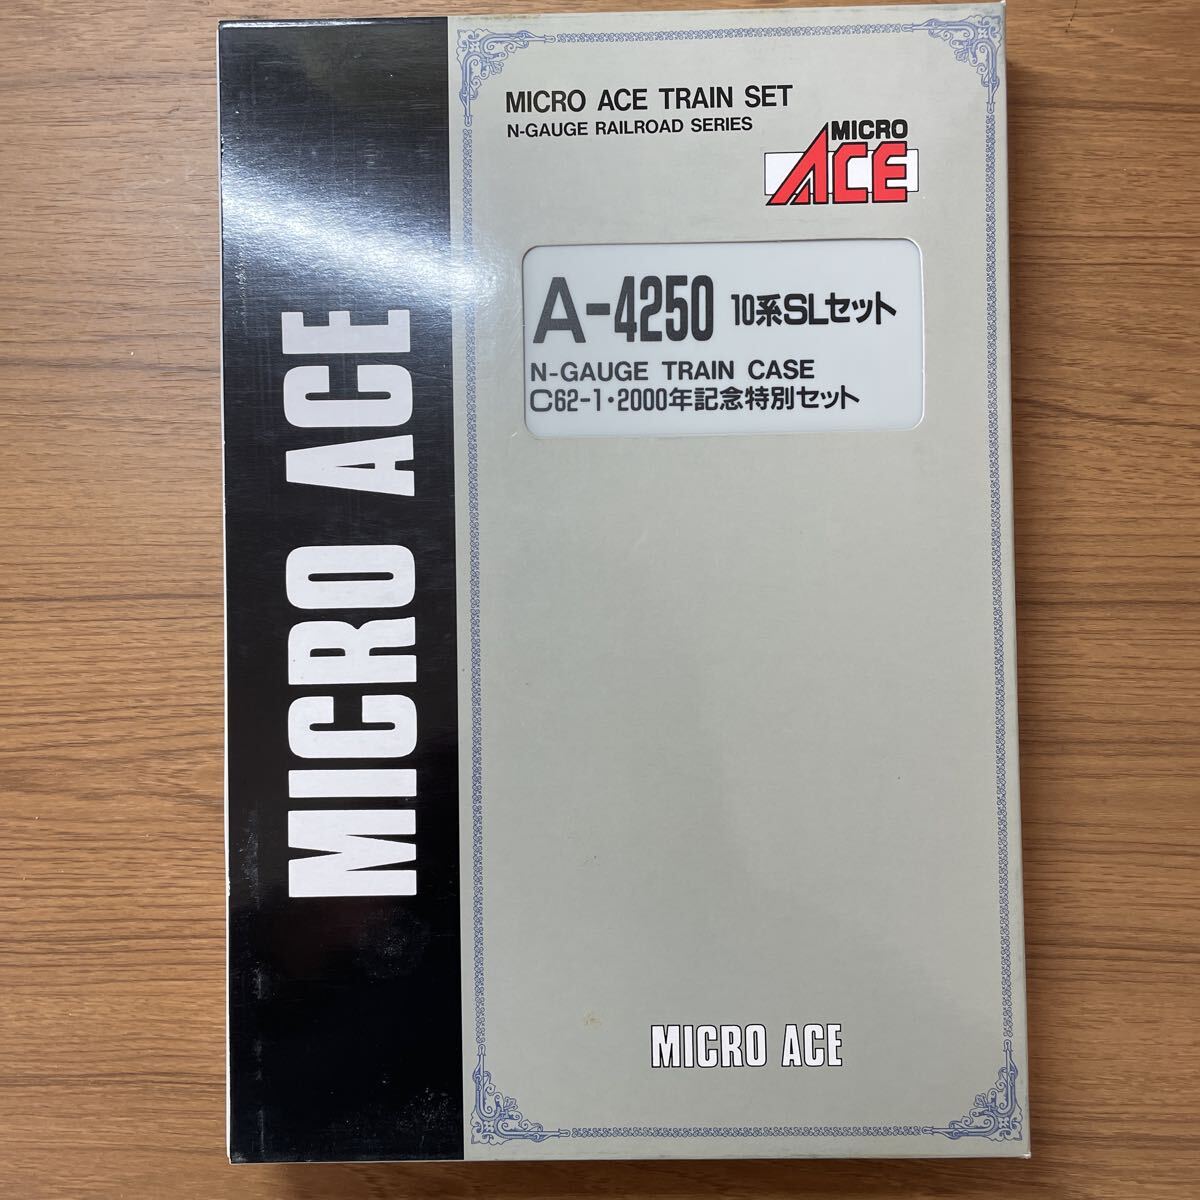 MICRO ACE TRAIN SET
N-GAUGE RAILROAD SERIES
MICRO
ACE
A-4250 10系SLセット
N-GAUGE TRAIN CASE
C62-1・2000年記念特別セット
MICRO ACE
MICRO ACE